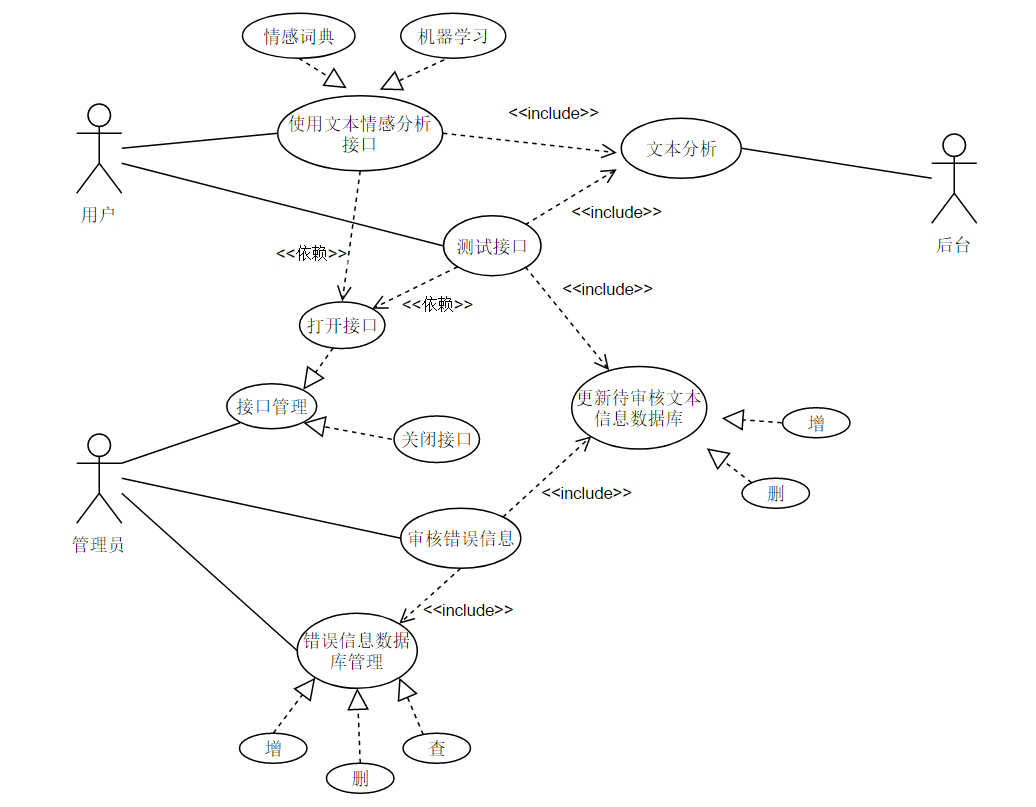 情感词典
机器学习
使用文本情感分析
接口
<<include>>
文本分析
用户
<<include>>
测试接口
后台
<<依赖>>
<<include>>
<<依赖>>
打开接口
接口管理
更新待审核文本
信息数据库
增
关闭接口
<<include>>
删
审核错误信息
管理员
<<include>>
错误信息数据
库管理
增
查
删